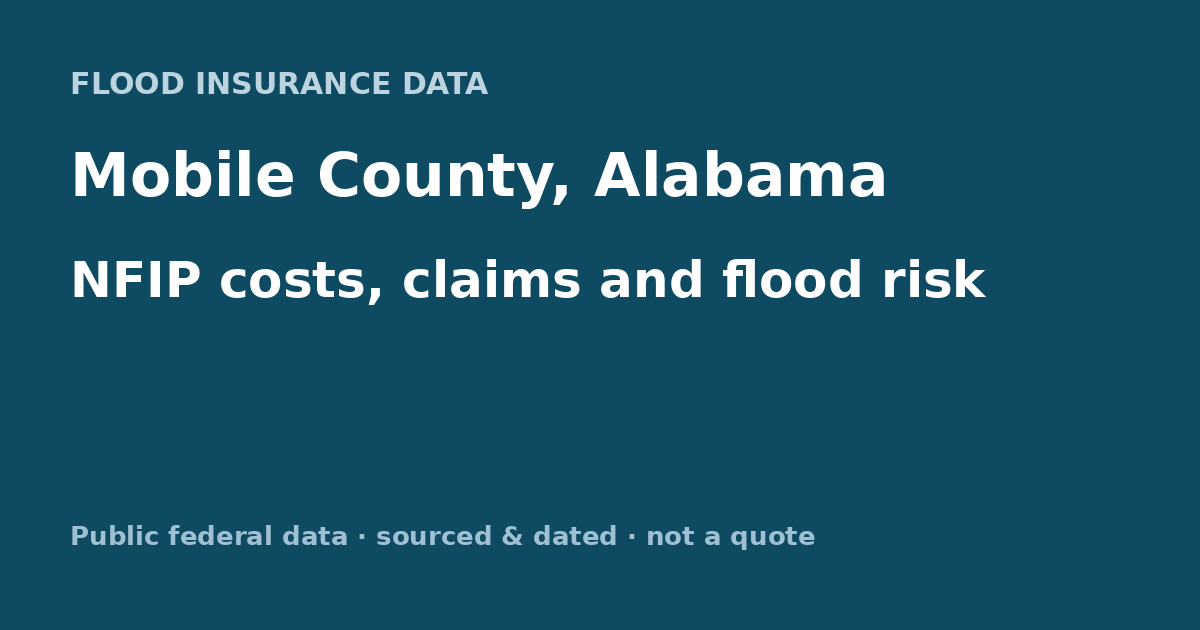 FLOOD INSURANCE DATA
Mobile County, Alabama
NFIP costs, claims and flood risk
Public federal data · sourced & dated · not a quote